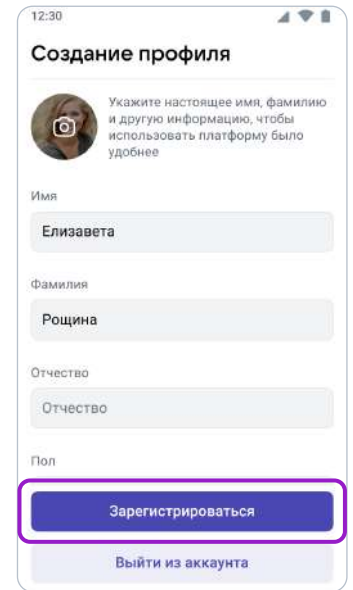 12:30
Создание профиля
Укажите настоящее имя, фамилию
и другую информацию, чтобы
использовать платформу было
удобнее
Имя
Елизавета
Фамилия
Рощина
Отчество
Отчество
Пол
Зарегистрироваться
Выйти из аккаунта